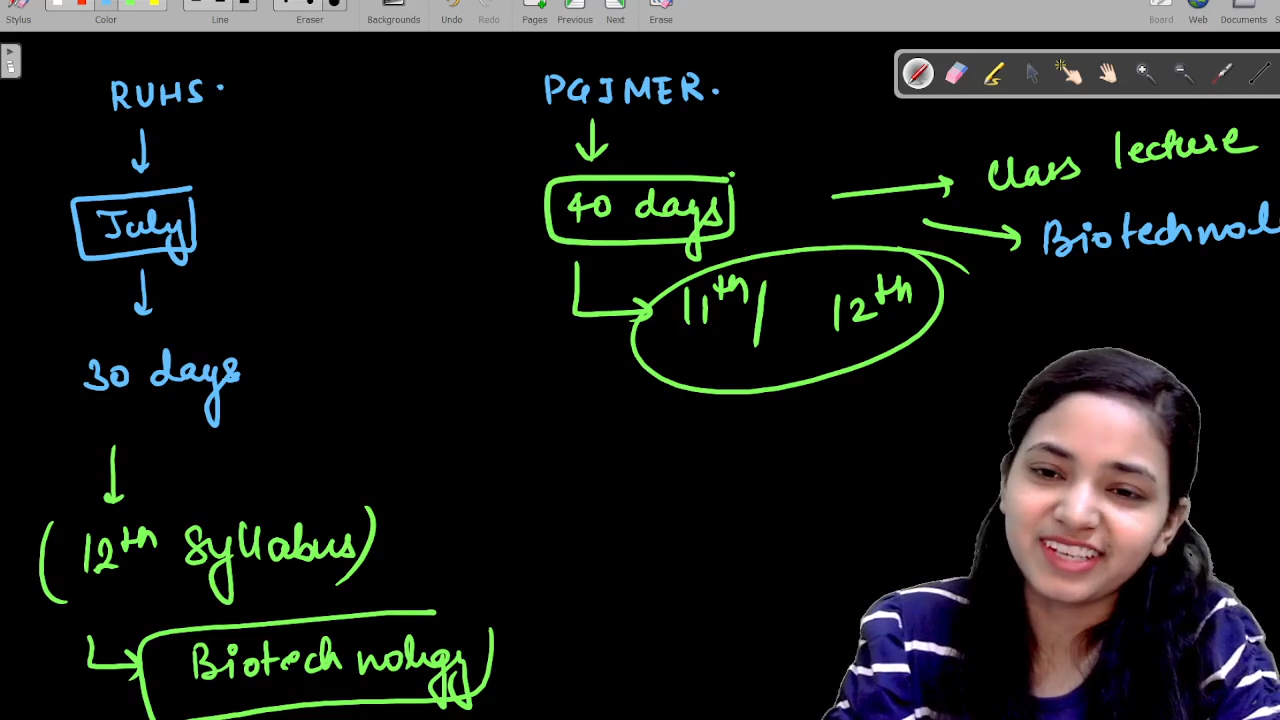 Stylus Color Line Eraser Backgrounds Undo Redo Pages Previous Next Erase Board Web Documents
RUHS.
July
30 days
(12th Syllabus)
Biotechnology
PGIMER.
40 days
11th/ 12th
Class lecture
Biotechnol